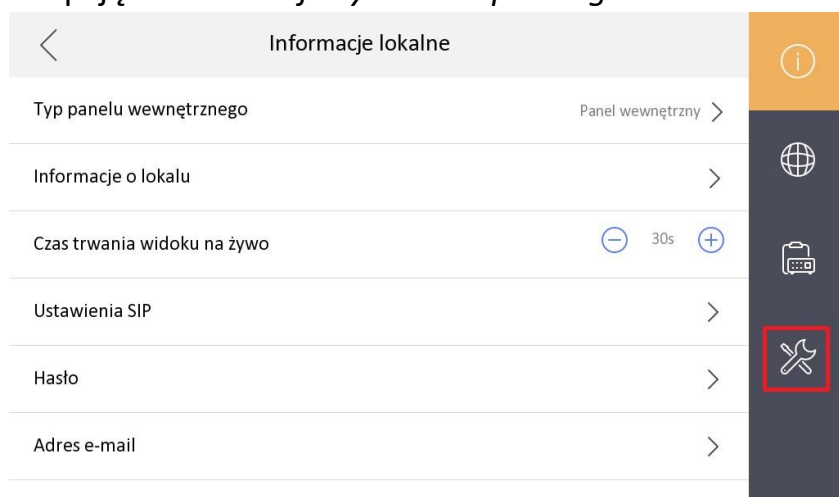 Informacje lokalne
Typ panelu wewnętrznego
Panel wewnętrzny
Informacje o lokalu
Czas trwania widoku na żywo
30s
Ustawienia SIP
Hasło
Adres e-mail